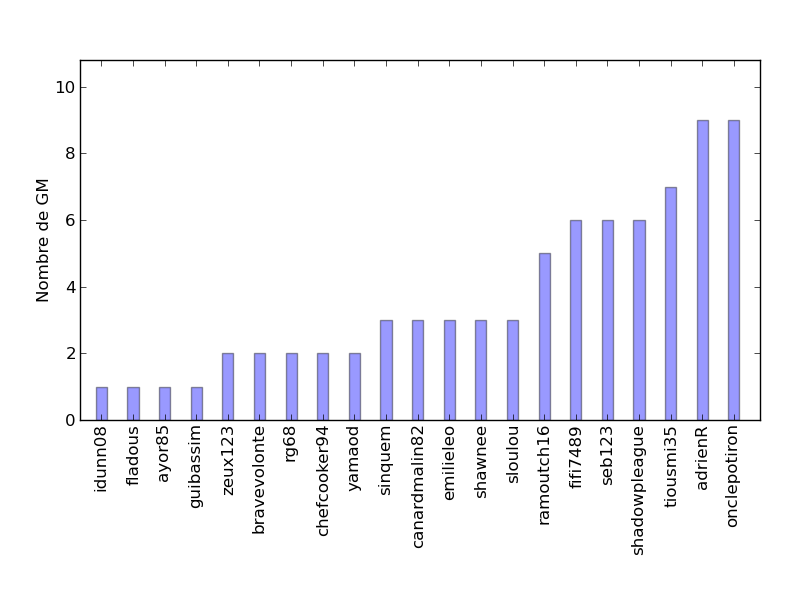 10
8
6
4
2
0
Nombre de GM
idunn08
fladous
ayor85
guibassim
zeux123
bravevolonte
rg68
chefcooker94
yamaod
sinquem
canardmalin82
emilieleo
shawnee
sloulou
ramoutch16
fifi7489
seb123
shadowpleague
tiousmi35
adrienR
onclepotiron